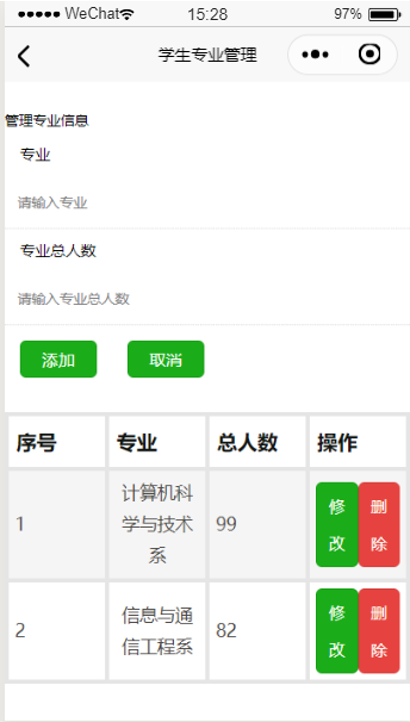 WeChat 15:28 97%
学生专业管理
管理专业信息
专业
请输入专业
专业总人数
请输入专业总人数
添加 取消
序号 专业 总人数 操作
1 计算机科学与技术系 99 修改 删除
2 信息与通信工程系 82 修改 删除